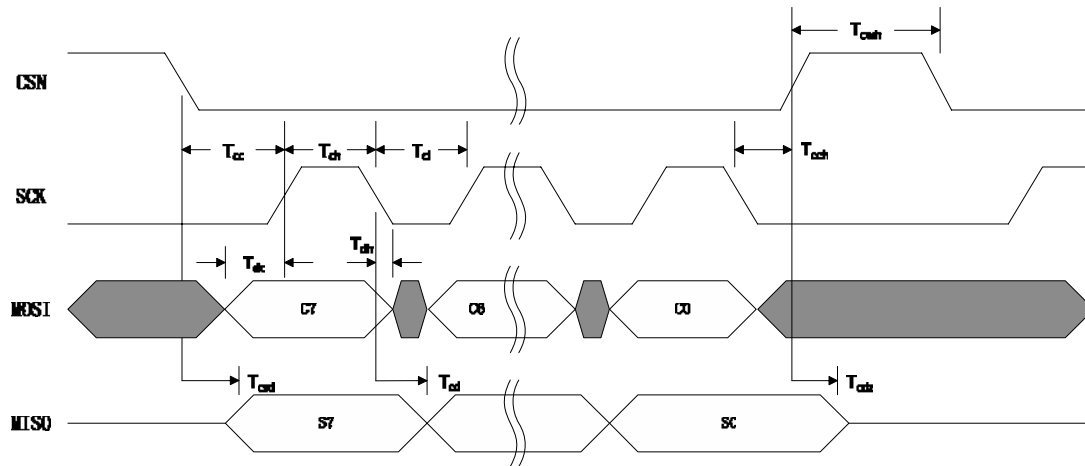 Tcwh
CSN
Tcc
Tch
Tcl
Tcch
SCK
Tdh
Tdc
MOSI
C7
C6
C0
Tcsd
Tcd
Tcdz
MISO
S7
S0